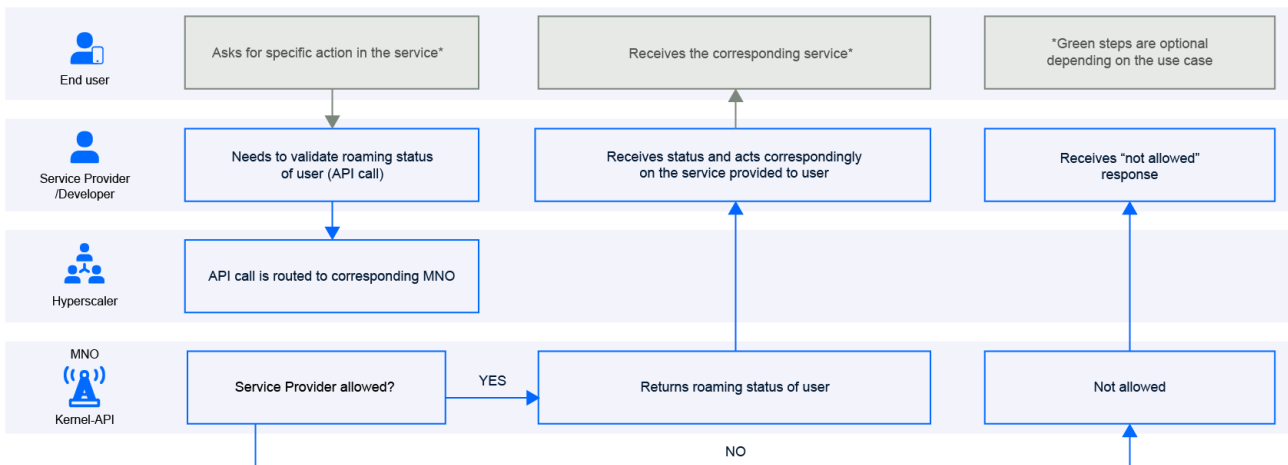 End user
Asks for specific action in the service*
Receives the corresponding service*
*Green steps are optional
depending on the use case
Service Provider
/Developer
Needs to validate roaming status
of user (API call)
Receives status and acts correspondingly
on the service provided to user
Receives “not allowed”
response
Hyperscaler
API call is routed to corresponding MNO
MNO
Kernel-API
Service Provider allowed?
YES
Returns roaming status of user
Not allowed
NO